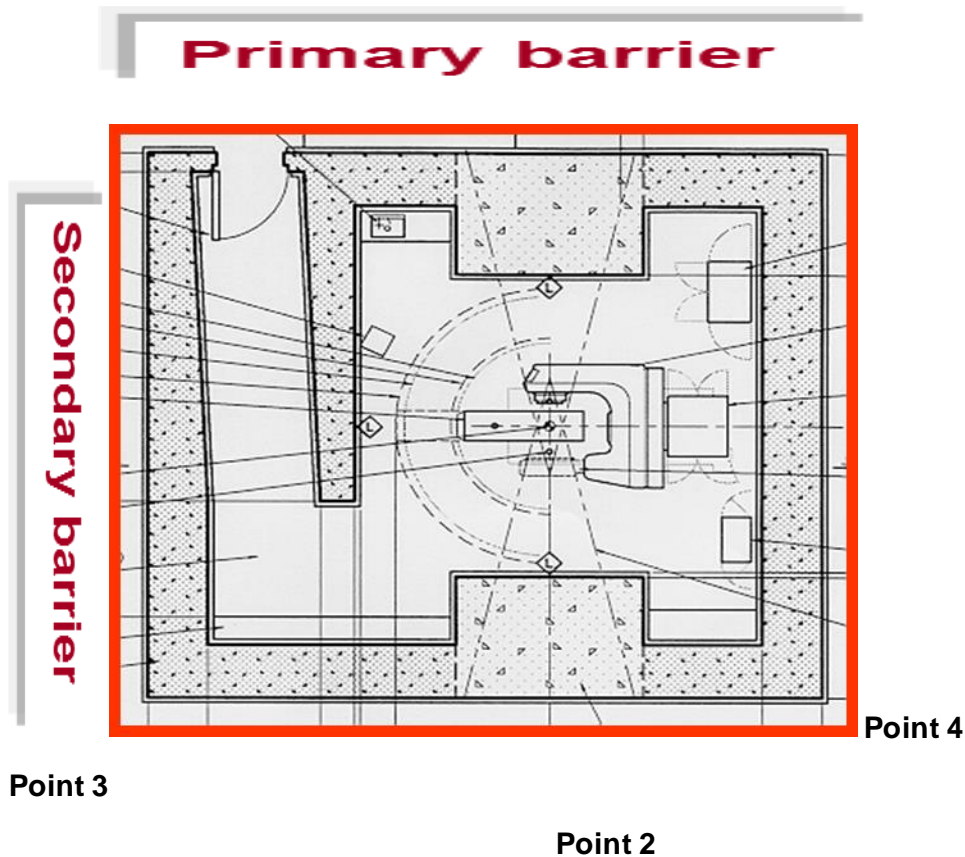 Primary barrier
Secondary barrier
L
L
L
Point 4
Point 3
Point 2